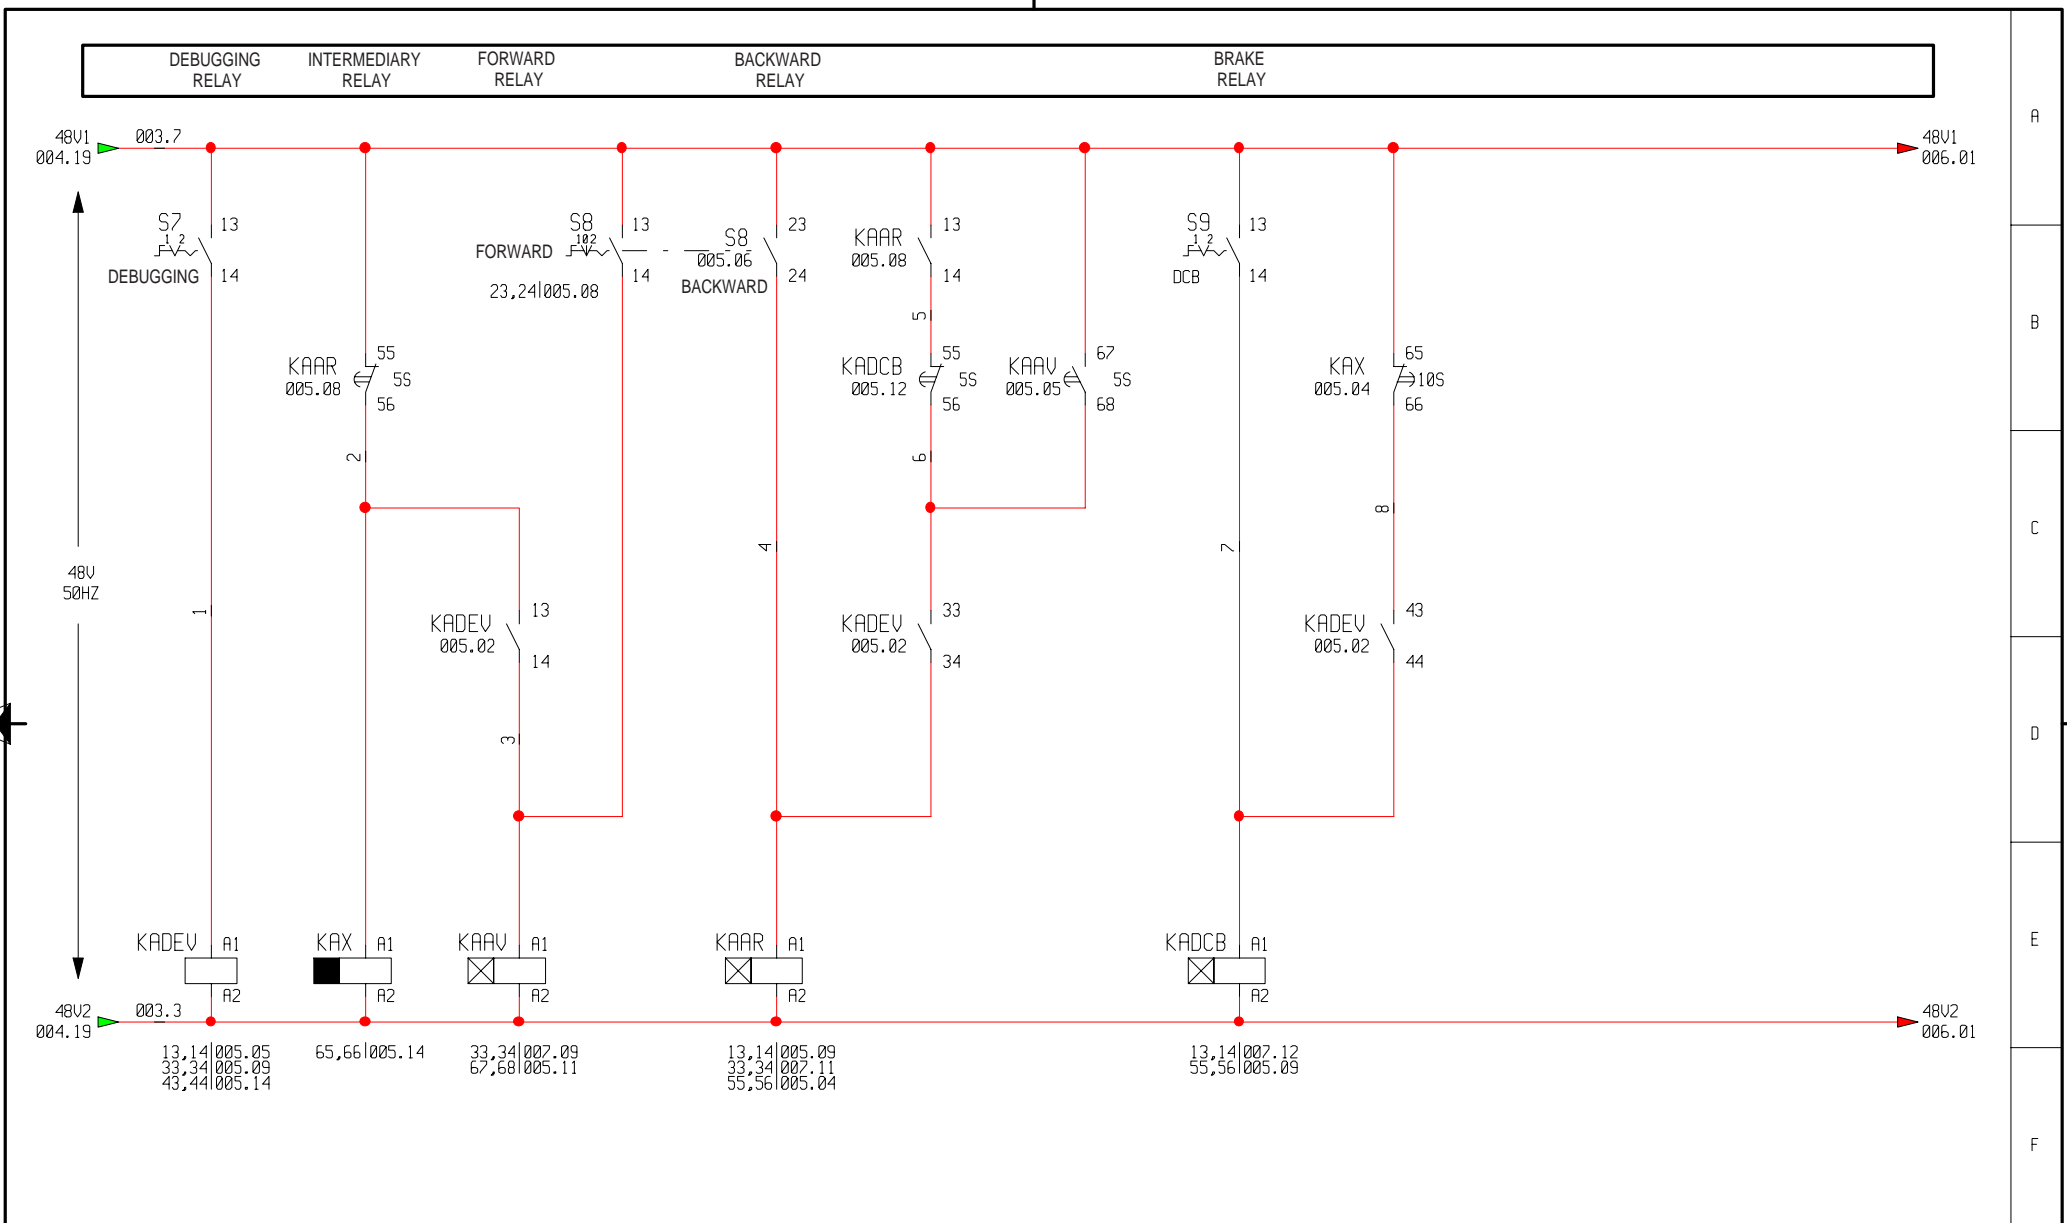 DEBUGGING
RELAY
INTERMEDIARY
RELAY
FORWARD
RELAY
BACKWARD
RELAY
BRAKE
RELAY
A
48V1
004.19
003.7
48V1
006.01
S7
1 2
13
14
DEBUGGING
S8
102
13
14
FORWARD
23,24|005.08
S8
005.06
23
24
BACKWARD
KAAR
005.08
13
14
S9
1 2
13
14
DCB
5
B
KAAR
005.08
55
5S
56
KADCB
005.12
55
5S
56
KAAV
005.05
67
5S
68
KAX
005.04
65
10S
66
2
6
8
C
4
7
48V
50HZ
1
KADEV
005.02
13
14
KADEV
005.02
33
34
KADEV
005.02
43
44
3
D
KADEV
A1
A2
KAX
A1
A2
KAAV
A1
A2
KAAR
A1
A2
KADCB
A1
A2
E
48V2
004.19
003.3
48V2
006.01
13,14|005.05
33,34|005.09
43,44|005.14
65,66|005.14
33,34|007.09
67,68|005.11
13,14|005.09
33,34|007.11
55,56|005.04
13,14|007.12
55,56|005.09
F